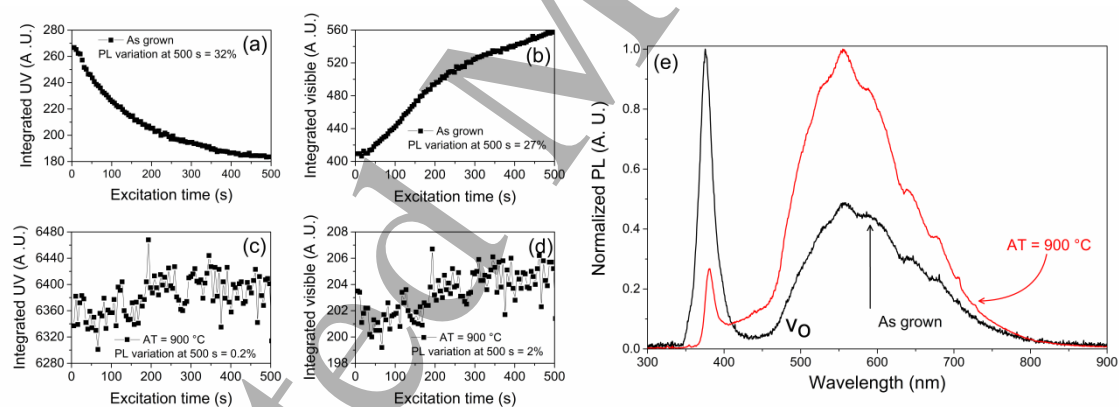 (a)
As grown
PL variation at 500 s = 32%
Integrated UV (A .U.)
280
260
240
220
200
180
0 100 200 300 400 500
Excitation time (s)
(b)
As grown
PL variation at 500 s = 27%
Integrated visible (A .U.)
560
520
480
440
400
0 100 200 300 400 500
Excitation time (s)
(c)
AT = 900 °C
PL variation at 500 s = 0.2%
Integrated UV (A .U.)
6480
6440
6400
6360
6320
6280
0 100 200 300 400 500
Excitation time (s)
(d)
AT = 900 °C
PL variation at 500 s = 2%
Integrated visible (A .U.)
208
206
204
202
200
198
0 100 200 300 400 500
Excitation time (s)
(e)
Normalized PL (A. U.)
1.0
0.8
0.6
0.4
0.2
0.0
AT = 900 °C
As grown
VO
300 400 500 600 700 800 900
Wavelength (nm)